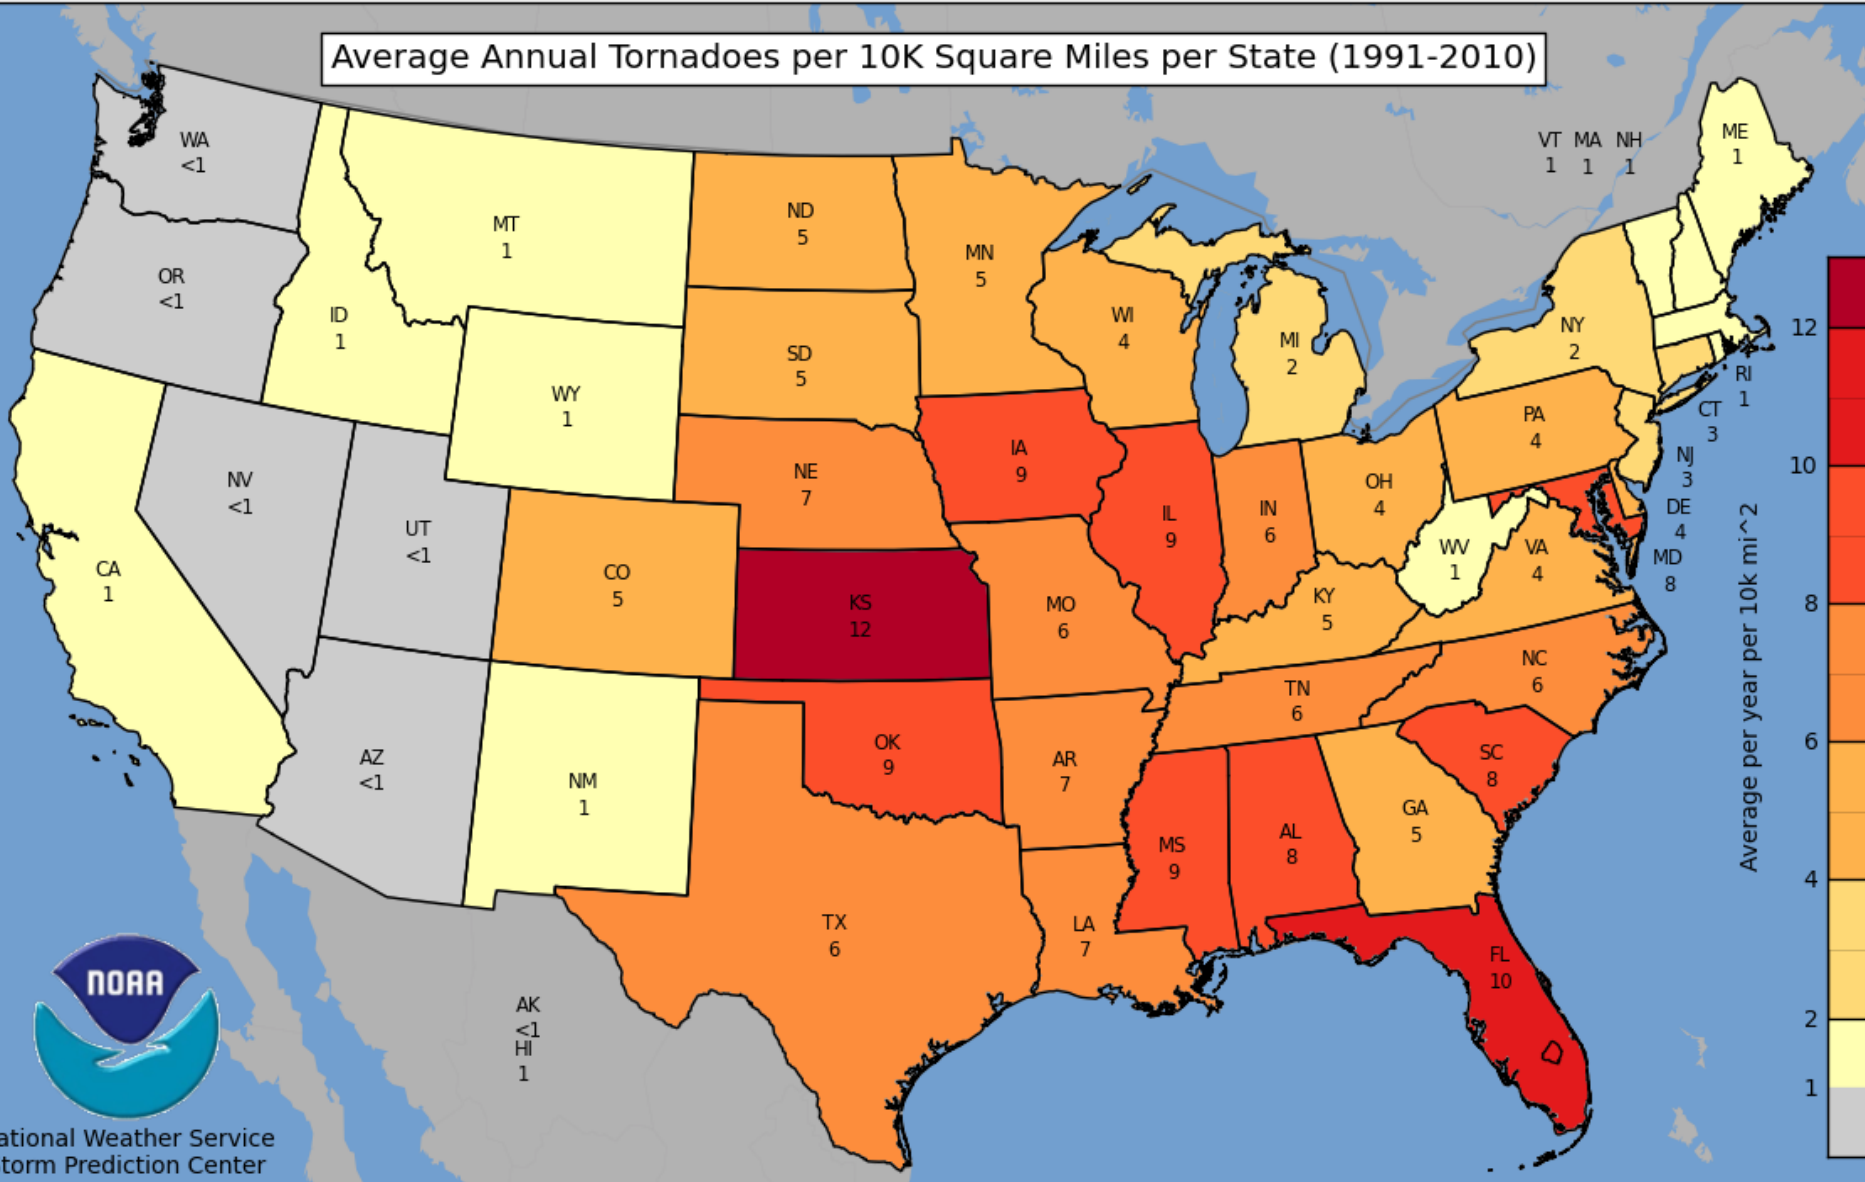 Average Annual Tornadoes per 10K Square Miles per State (1991-2010)
WA
<1
VT MA NH
1 1 1
ME
1
MT
1
ND
5
MN
5
OR
<1
ID
1
SD
5
WI
4
MI
2
NY
2
WY
1
RI
1
CT
3
PA
4
NV
<1
NE
7
IA
9
IL
9
IN
6
OH
4
NJ
3
DE
4
MD
8
UT
<1
CA
1
CO
5
KS
12
MO
6
KY
5
WV
1
VA
4
NC
6
TN
6
AZ
<1
NM
1
OK
9
AR
7
SC
8
MS
9
AL
8
GA
5
TX
6
LA
7
FL
10
AK
<1
HI
1
12
10
8
6
4
2
1
Average per year per 10k mi^2
NOAA
ational Weather Service
torm Prediction Center